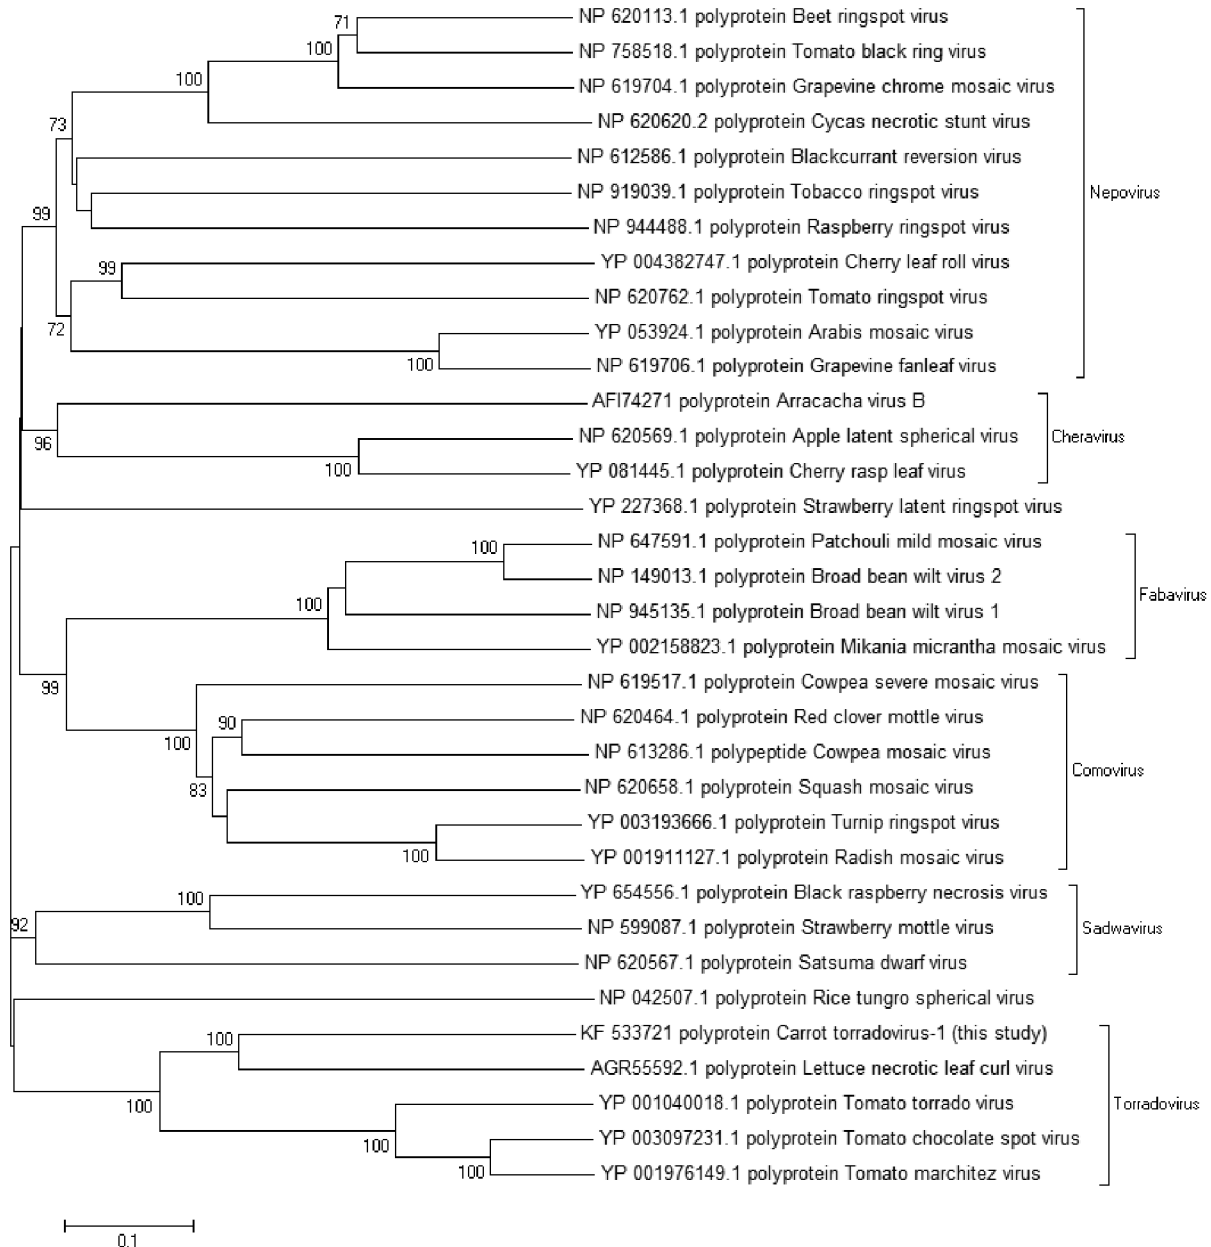 NP 620113.1 polyprotein Beet ringspot virus
71
NP 758518.1 polyprotein Tomato black ring virus
100
NP 619704.1 polyprotein Grapevine chrome mosaic virus
100
NP 620620.2 polyprotein Cycas necrotic stunt virus
73
NP 612586.1 polyprotein Blackcurrant reversion virus
NP 919039.1 polyprotein Tobacco ringspot virus
Nepovirus
99
NP 944488.1 polyprotein Raspberry ringspot virus
YP 004382747.1 polyprotein Cherry leaf roll virus
99
NP 620762.1 polyprotein Tomato ringspot virus
72
YP 053924.1 polyprotein Arabis mosaic virus
100
NP 619706.1 polyprotein Grapevine fanleaf virus
AFI74271 polyprotein Arracacha virus B
96
NP 620569.1 polyprotein Apple latent spherical virus
Cheravirus
100
YP 081445.1 polyprotein Cherry rasp leaf virus
YP 227368.1 polyprotein Strawberry latent ringspot virus
NP 647591.1 polyprotein Patchouli mild mosaic virus
100
NP 149013.1 polyprotein Broad bean wilt virus 2
Fabavirus
100
NP 945135.1 polyprotein Broad bean wilt virus 1
YP 002158823.1 polyprotein Mikania micrantha mosaic virus
99
NP 619517.1 polyprotein Cowpea severe mosaic virus
90
NP 620464.1 polyprotein Red clover mottle virus
100
NP 613286.1 polypeptide Cowpea mosaic virus
Comovirus
83
NP 620658.1 polyprotein Squash mosaic virus
YP 003193666.1 polyprotein Turnip ringspot virus
100
YP 001911127.1 polyprotein Radish mosaic virus
YP 654556.1 polyprotein Black raspberry necrosis virus
100
92
NP 599087.1 polyprotein Strawberry mottle virus
Sadwavirus
NP 620567.1 polyprotein Satsuma dwarf virus
NP 042507.1 polyprotein Rice tungro spherical virus
KF 533721 polyprotein Carrot torradovirus-1 (this study)
100
AGR55592.1 polyprotein Lettuce necrotic leaf curl virus
100
YP 001040018.1 polyprotein Tomato torrado virus
Torradovirus
100
YP 003097231.1 polyprotein Tomato chocolate spot virus
100
YP 001976149.1 polyprotein Tomato marchitez virus
0.1